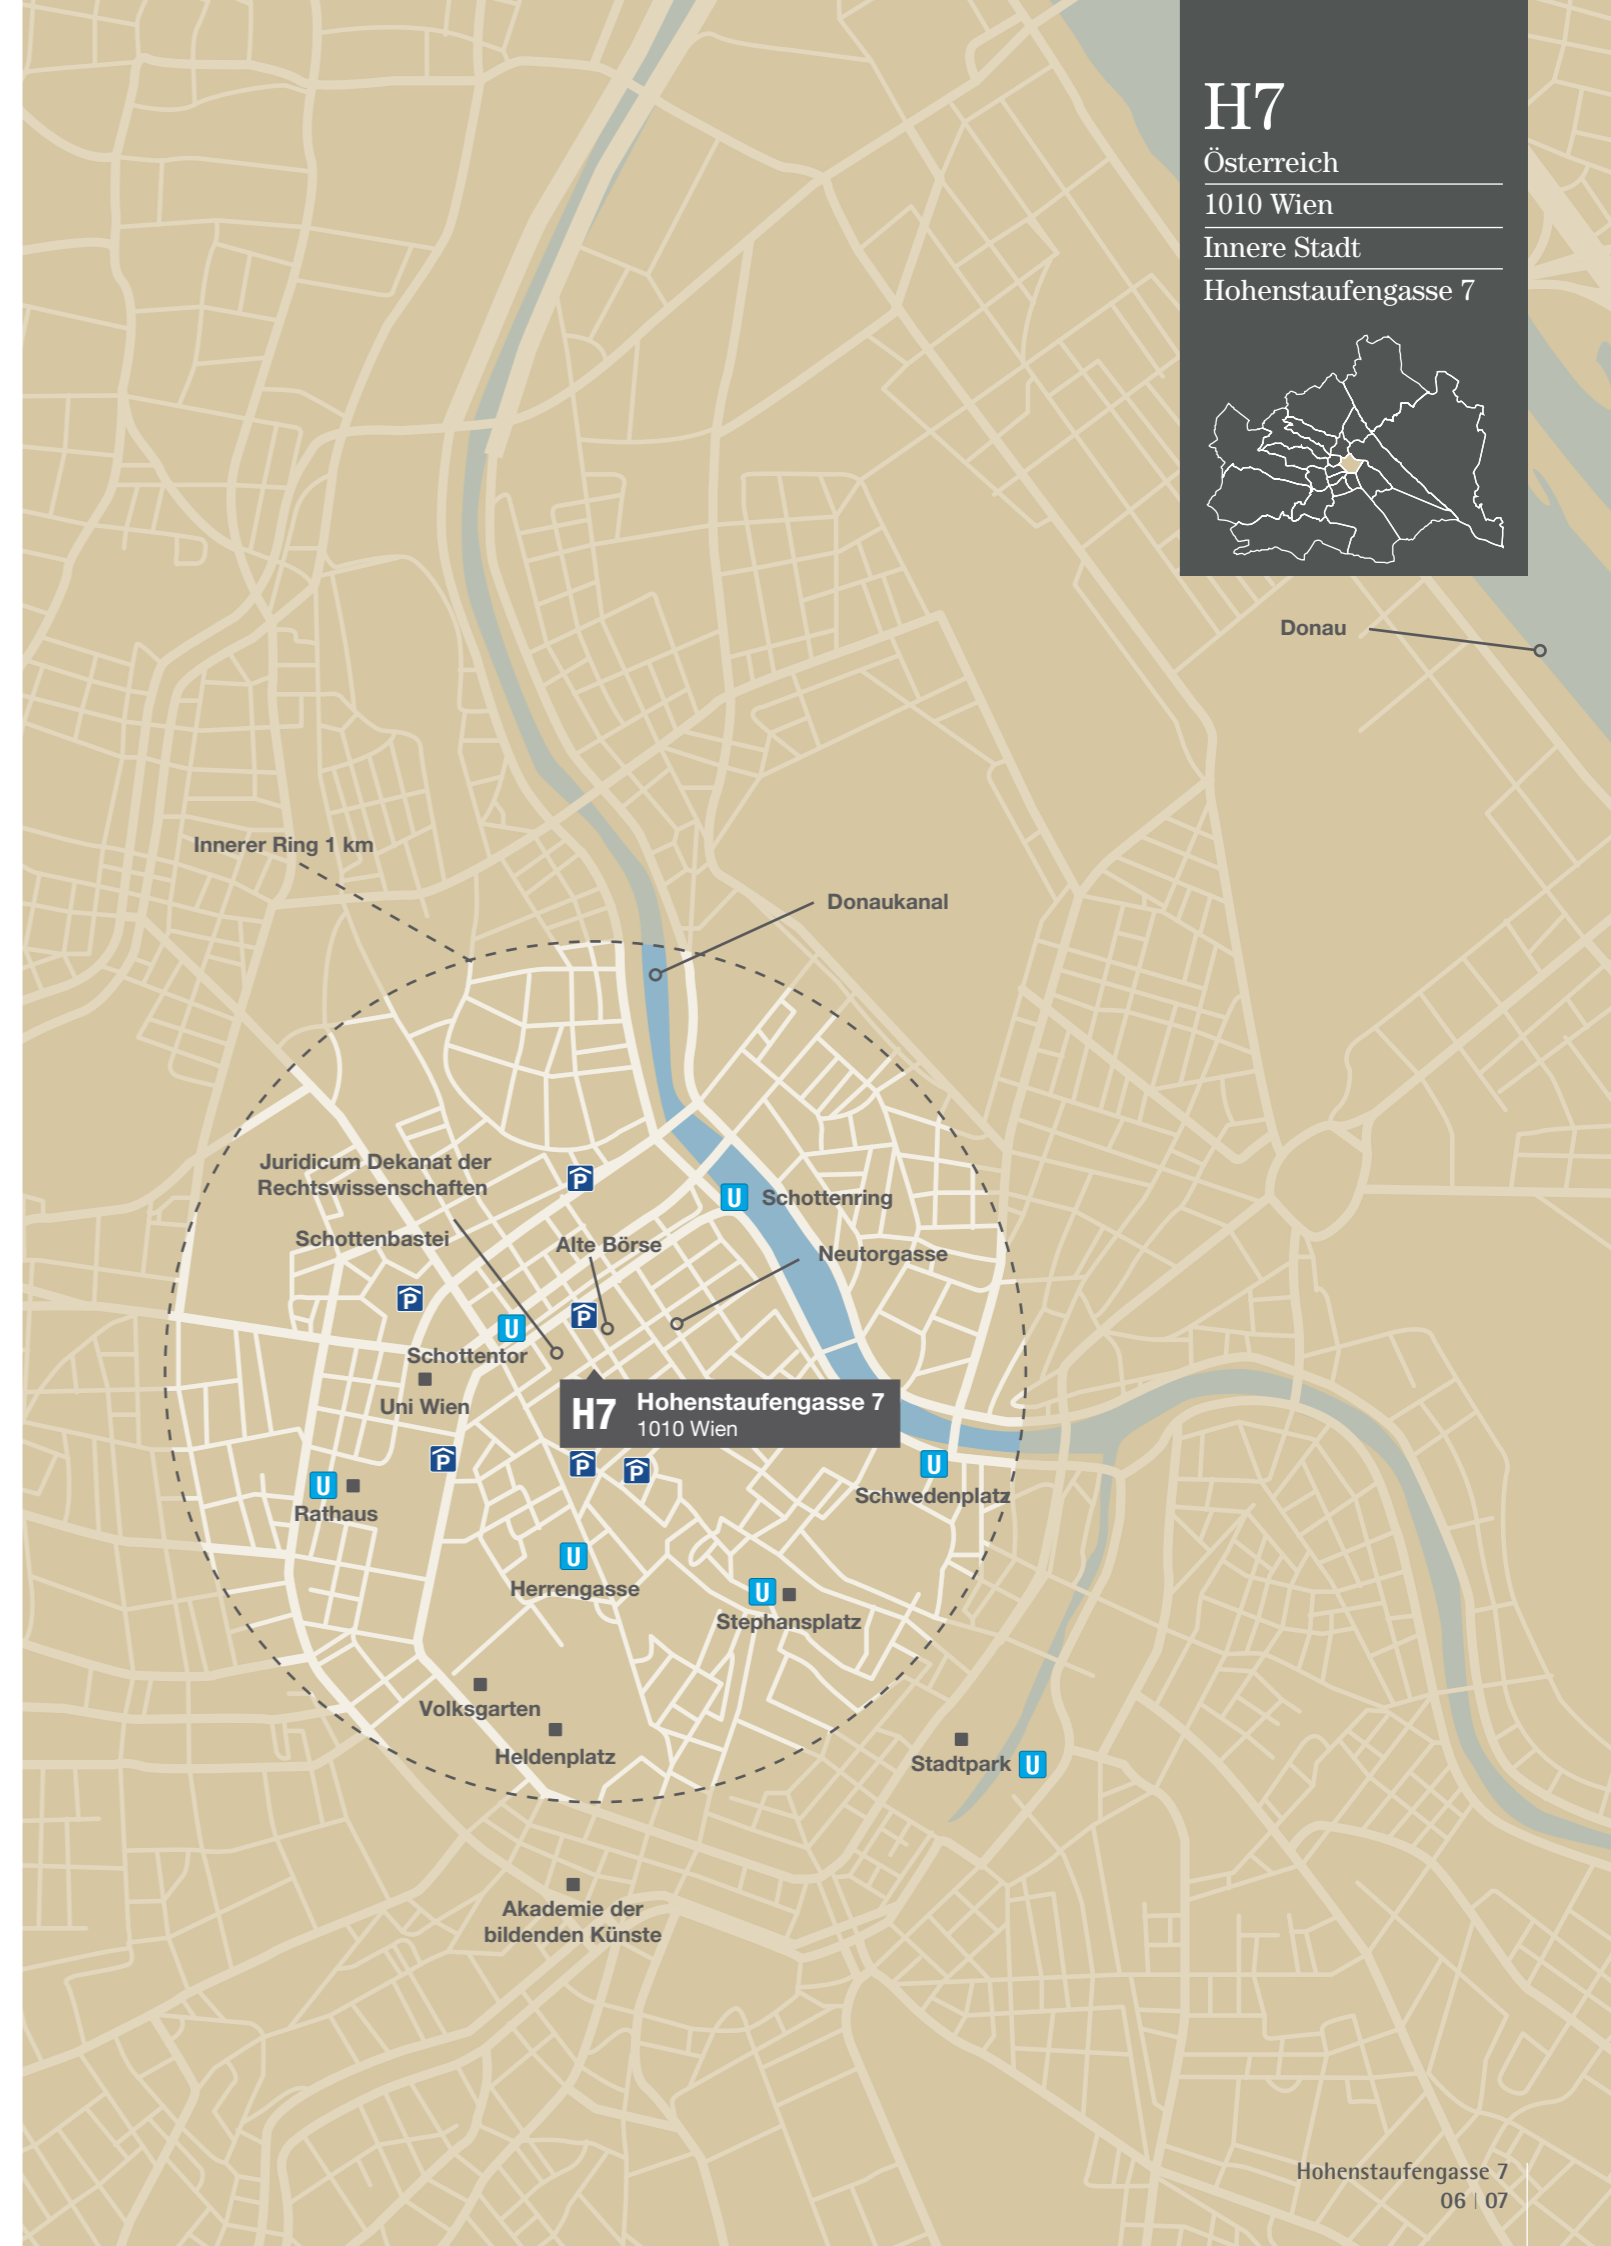 H7
Österreich
1010 Wien
Innere Stadt
Hohenstaufengasse 7
Donau
Innerer Ring 1 km
Donaukanal
Juridicum Dekanat der
Rechtswissenschaften
P
U Schottenring
Schottenbastei
Alte Börse
Neutorgasse
P
P
U
Schottentor
Uni Wien
H7 Hohenstaufengasse 7
1010 Wien
P
P
P
U
Schwedenplatz
U
Rathaus
U
Herrengasse
U
Stephansplatz
Volksgarten
Heldenplatz
Stadtpark U
Akademie der
bildenden Künste
Hohenstaufengasse 7
06 | 07